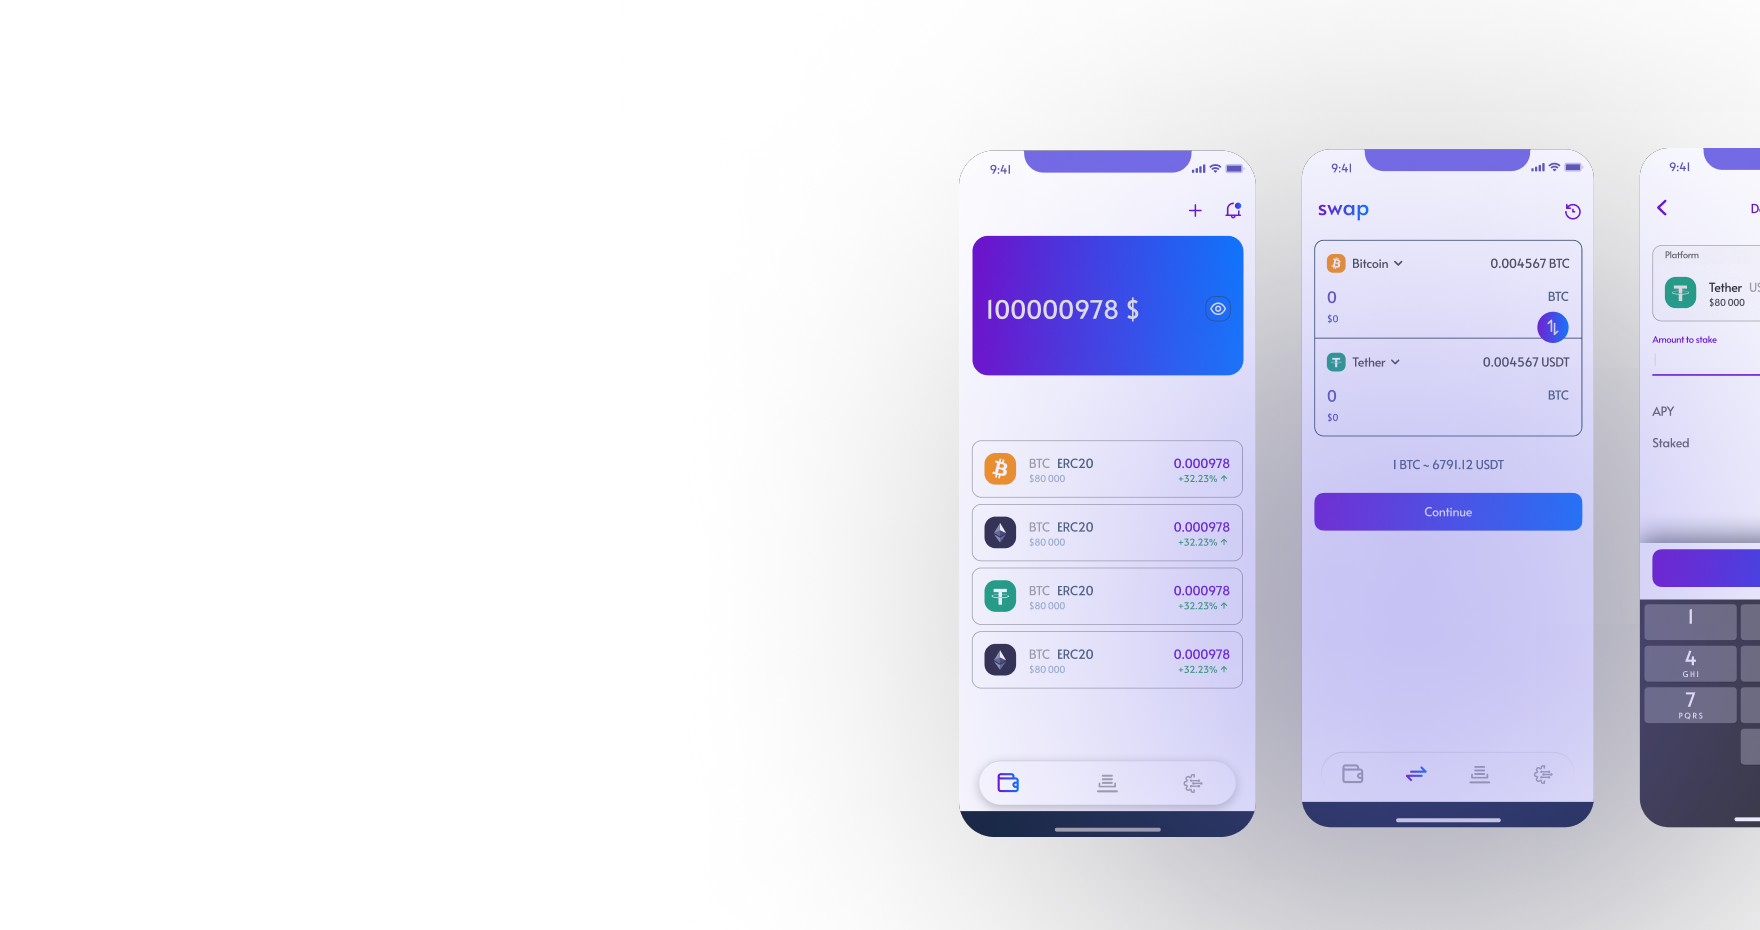 9:41
100000978 $
BTC ERC20
0.000978
$80 000
+32.23%
BTC ERC20
0.000978
$80 000
+32.23%
BTC ERC20
0.000978
$80 000
+32.23%
BTC ERC20
0.000978
$80 000
+32.23%
9:41
swap
Bitcoin
0.004567 BTC
0
BTC
$0
Tether
0.004567 USDT
0
BTC
$0
1 BTC ~ 6791.12 USDT
Continue
9:41
Platform
Tether
$80 000
Amount to stake
APY
Staked
1
4
GHI
7
PQRS